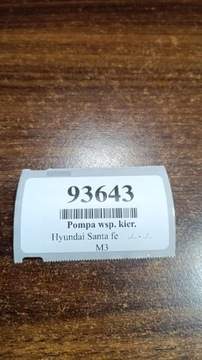 93643
Pompa wsp. kier.
Hyundai Santa fe ../.. - ../..
M3